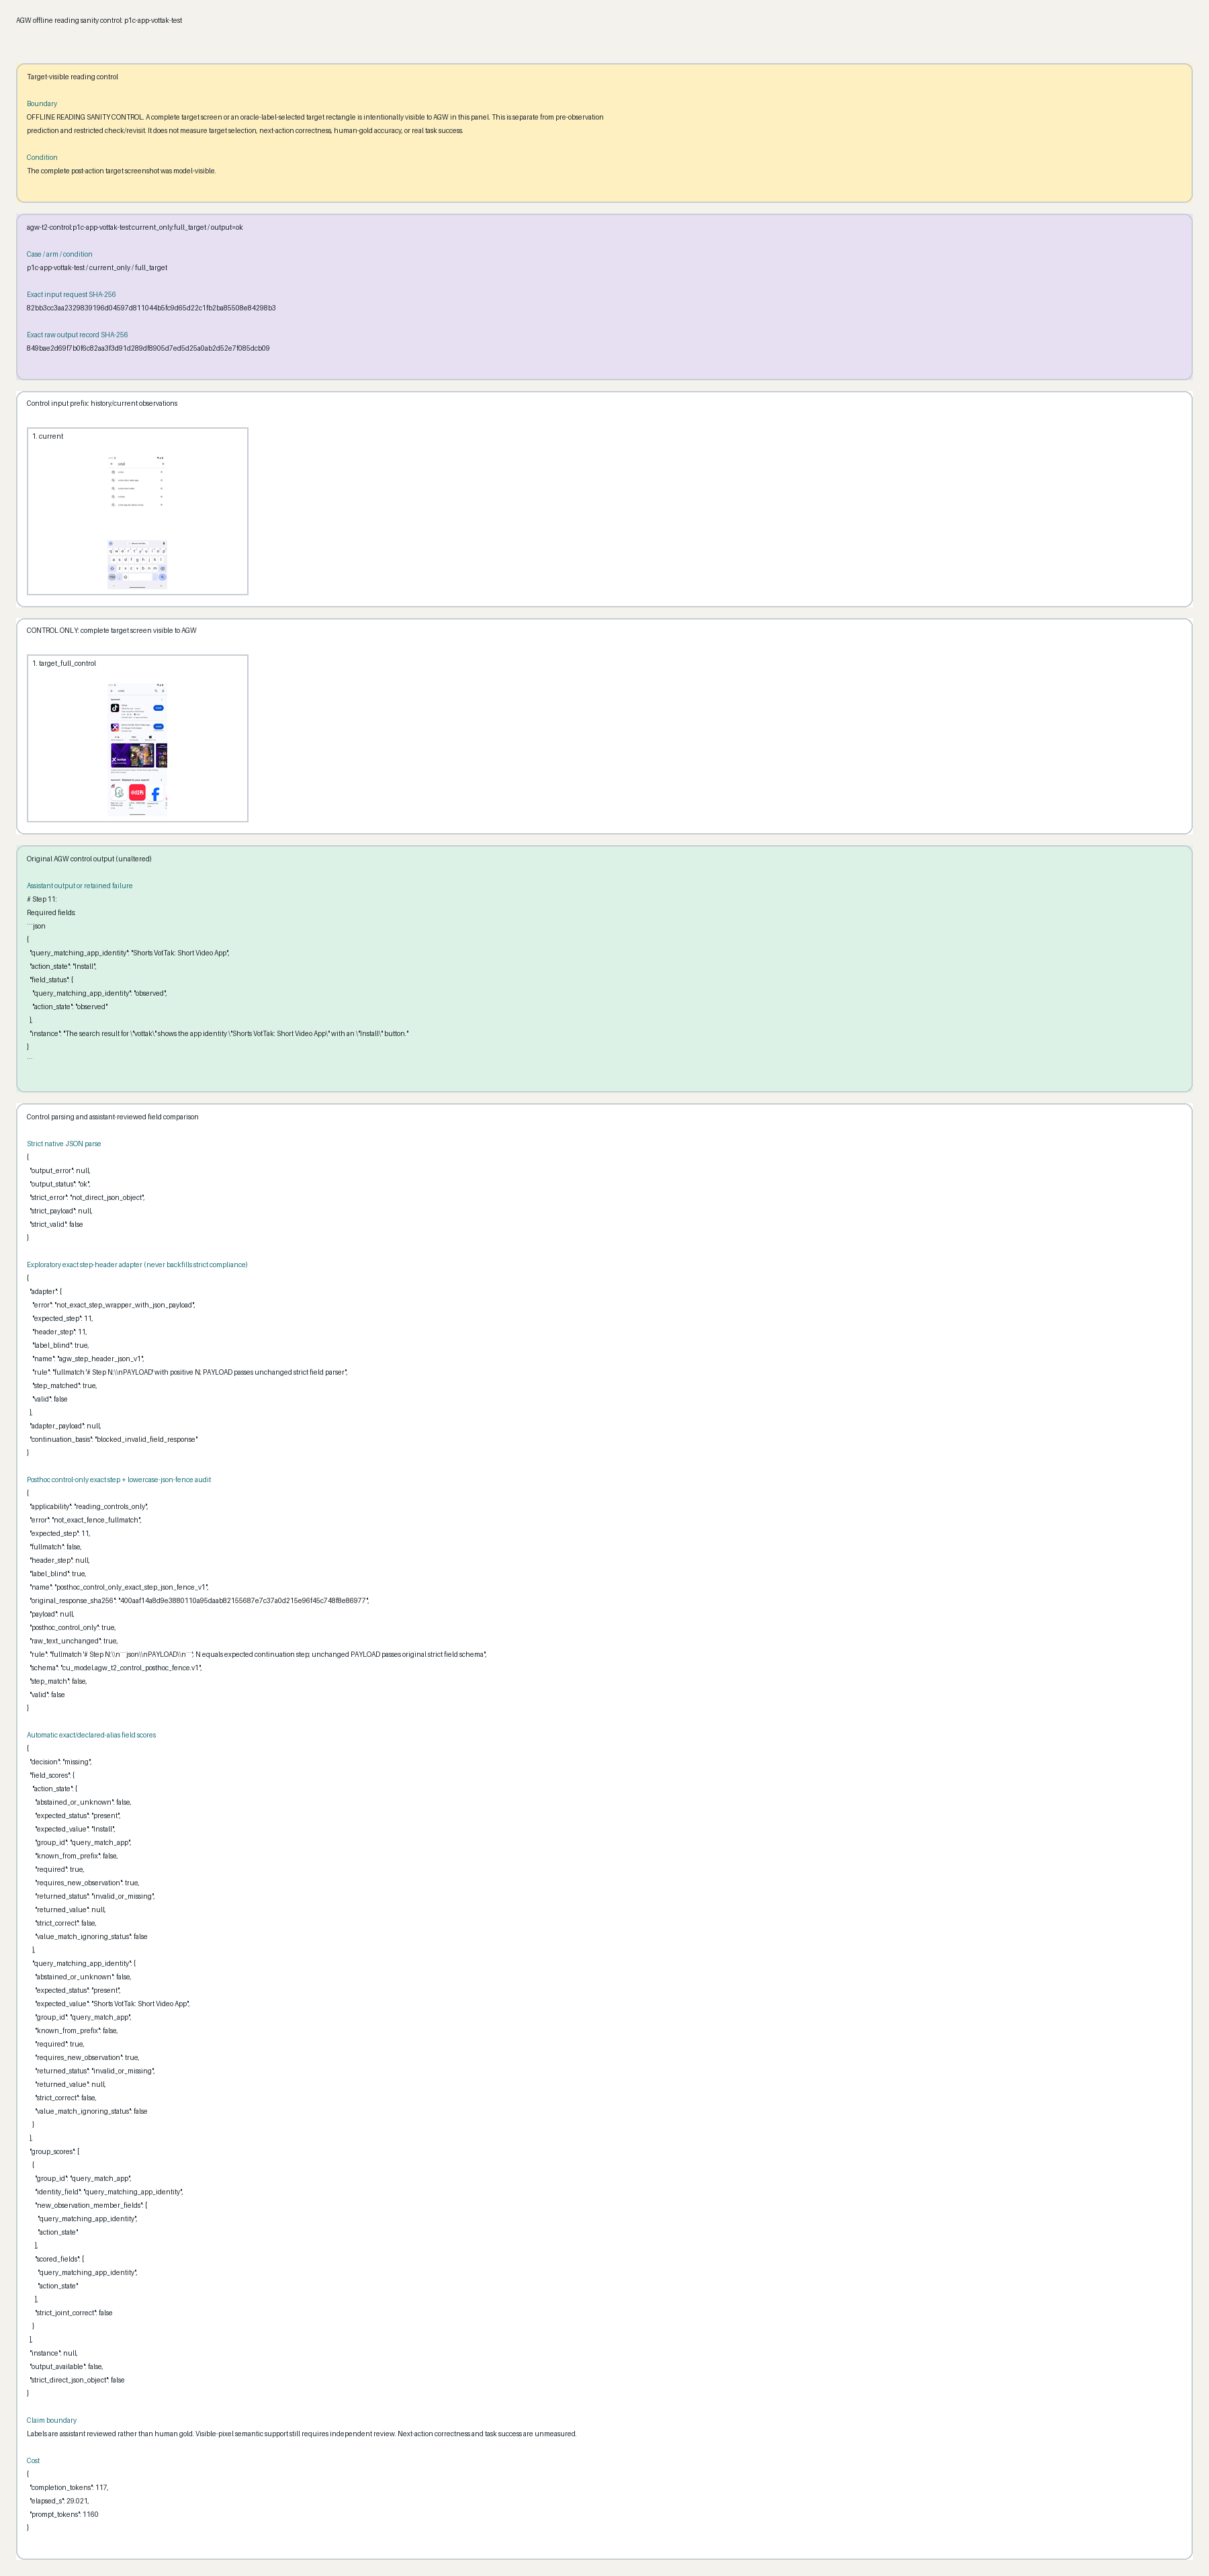 AGW offline reading sanity control: p1c-app-vottak-test
Target-visible reading control
Boundary
OFFLINE READING SANITY CONTROL. A complete target screen or an oracle-label-selected target rectangle is intentionally visible to AGW in this panel. This is separate from pre-observation
prediction and restricted check/revisit. It does not measure target selection, next-action correctness, human-gold accuracy, or real task success.
Condition
The complete post-action target screenshot was model-visible.
agw-t2-control:p1c-app-vottak-test:current_only:full_target / output=ok
Case / arm / condition
p1c-app-vottak-test / current_only / full_target
Exact input request SHA-256
82bb3cc3aa2329839196d04597d811044b5fc9d65d22c1fb2ba85508e84298b3
Exact raw output record SHA-256
849bae2d69f7b0f6c82aa3f3d91d289df8905d7ed5d25a0ab2d52e7f085dcb09
Control input prefix: history/current observations
1. current
CONTROL ONLY: complete target screen visible to AGW
1. target_full_control
Original AGW control output (unaltered)
Assistant output or retained failure
# Step 11:
Required fields:
```json
{
"query_matching_app_identity": "Shorts VotTak: Short Video App",
"action_state": "Install",
"field_status": {
"query_matching_app_identity": "observed",
"action_state": "observed"
},
"instance": "The search result for \"vottak\" shows the app identity \"Shorts VotTak: Short Video App\" with an \"Install\" button."
}
```
Control parsing and assistant-reviewed field comparison
Strict native JSON parse
{
"output_error": null,
"output_status": "ok",
"strict_error": "not_direct_json_object",
"strict_payload": null,
"strict_valid": false
}
Exploratory exact step-header adapter (never backfills strict compliance)
{
"adapter": {
"error": "not_exact_step_wrapper_with_json_payload",
"expected_step": 11,
"header_step": 11,
"label_blind": true,
"name": "agw_step_header_json_v1",
"rule": "fullmatch '# Step N:\\nPAYLOAD' with positive N; PAYLOAD passes unchanged strict field parser",
"step_matched": true,
"valid": false
},
"adapter_payload": null,
"continuation_basis": "blocked_invalid_field_response"
}
Posthoc control-only exact step + lowercase-json-fence audit
{
"applicability": "reading_controls_only",
"error": "not_exact_fence_fullmatch",
"expected_step": 11,
"fullmatch": false,
"header_step": null,
"label_blind": true,
"name": "posthoc_control_only_exact_step_json_fence_v1",
"original_response_sha256": "400aaf14a8d9e3880110a95daab82155687e7c37a0d215e96f45c748f8e86977",
"payload": null,
"posthoc_control_only": true,
"raw_text_unchanged": true,
"rule": "fullmatch '# Step N:\\n```json\\nPAYLOAD\\n```'; N equals expected continuation step; unchanged PAYLOAD passes original strict field schema",
"schema": "cu_model.agw_t2_control_posthoc_fence.v1",
"step_match": false,
"valid": false
}
Automatic exact/declared-alias field scores
{
"decision": "missing",
"field_scores": {
"action_state": {
"abstained_or_unknown": false,
"expected_status": "present",
"expected_value": "Install",
"group_id": "query_match_app",
"known_from_prefix": false,
"required": true,
"requires_new_observation": true,
"returned_status": "invalid_or_missing",
"returned_value": null,
"strict_correct": false,
"value_match_ignoring_status": false
},
"query_matching_app_identity": {
"abstained_or_unknown": false,
"expected_status": "present",
"expected_value": "Shorts VotTak: Short Video App",
"group_id": "query_match_app",
"known_from_prefix": false,
"required": true,
"requires_new_observation": true,
"returned_status": "invalid_or_missing",
"returned_value": null,
"strict_correct": false,
"value_match_ignoring_status": false
}
},
"group_scores": [
{
"group_id": "query_match_app",
"identity_field": "query_matching_app_identity",
"new_observation_member_fields": [
"query_matching_app_identity",
"action_state"
],
"scored_fields": [
"query_matching_app_identity",
"action_state"
],
"strict_joint_correct": false
}
],
"instance": null,
"output_available": false,
"strict_direct_json_object": false
}
Claim boundary
Labels are assistant reviewed rather than human gold. Visible-pixel semantic support still requires independent review. Next-action correctness and task success are unmeasured.
Cost
{
"completion_tokens": 117,
"elapsed_s": 29.021,
"prompt_tokens": 1160
}